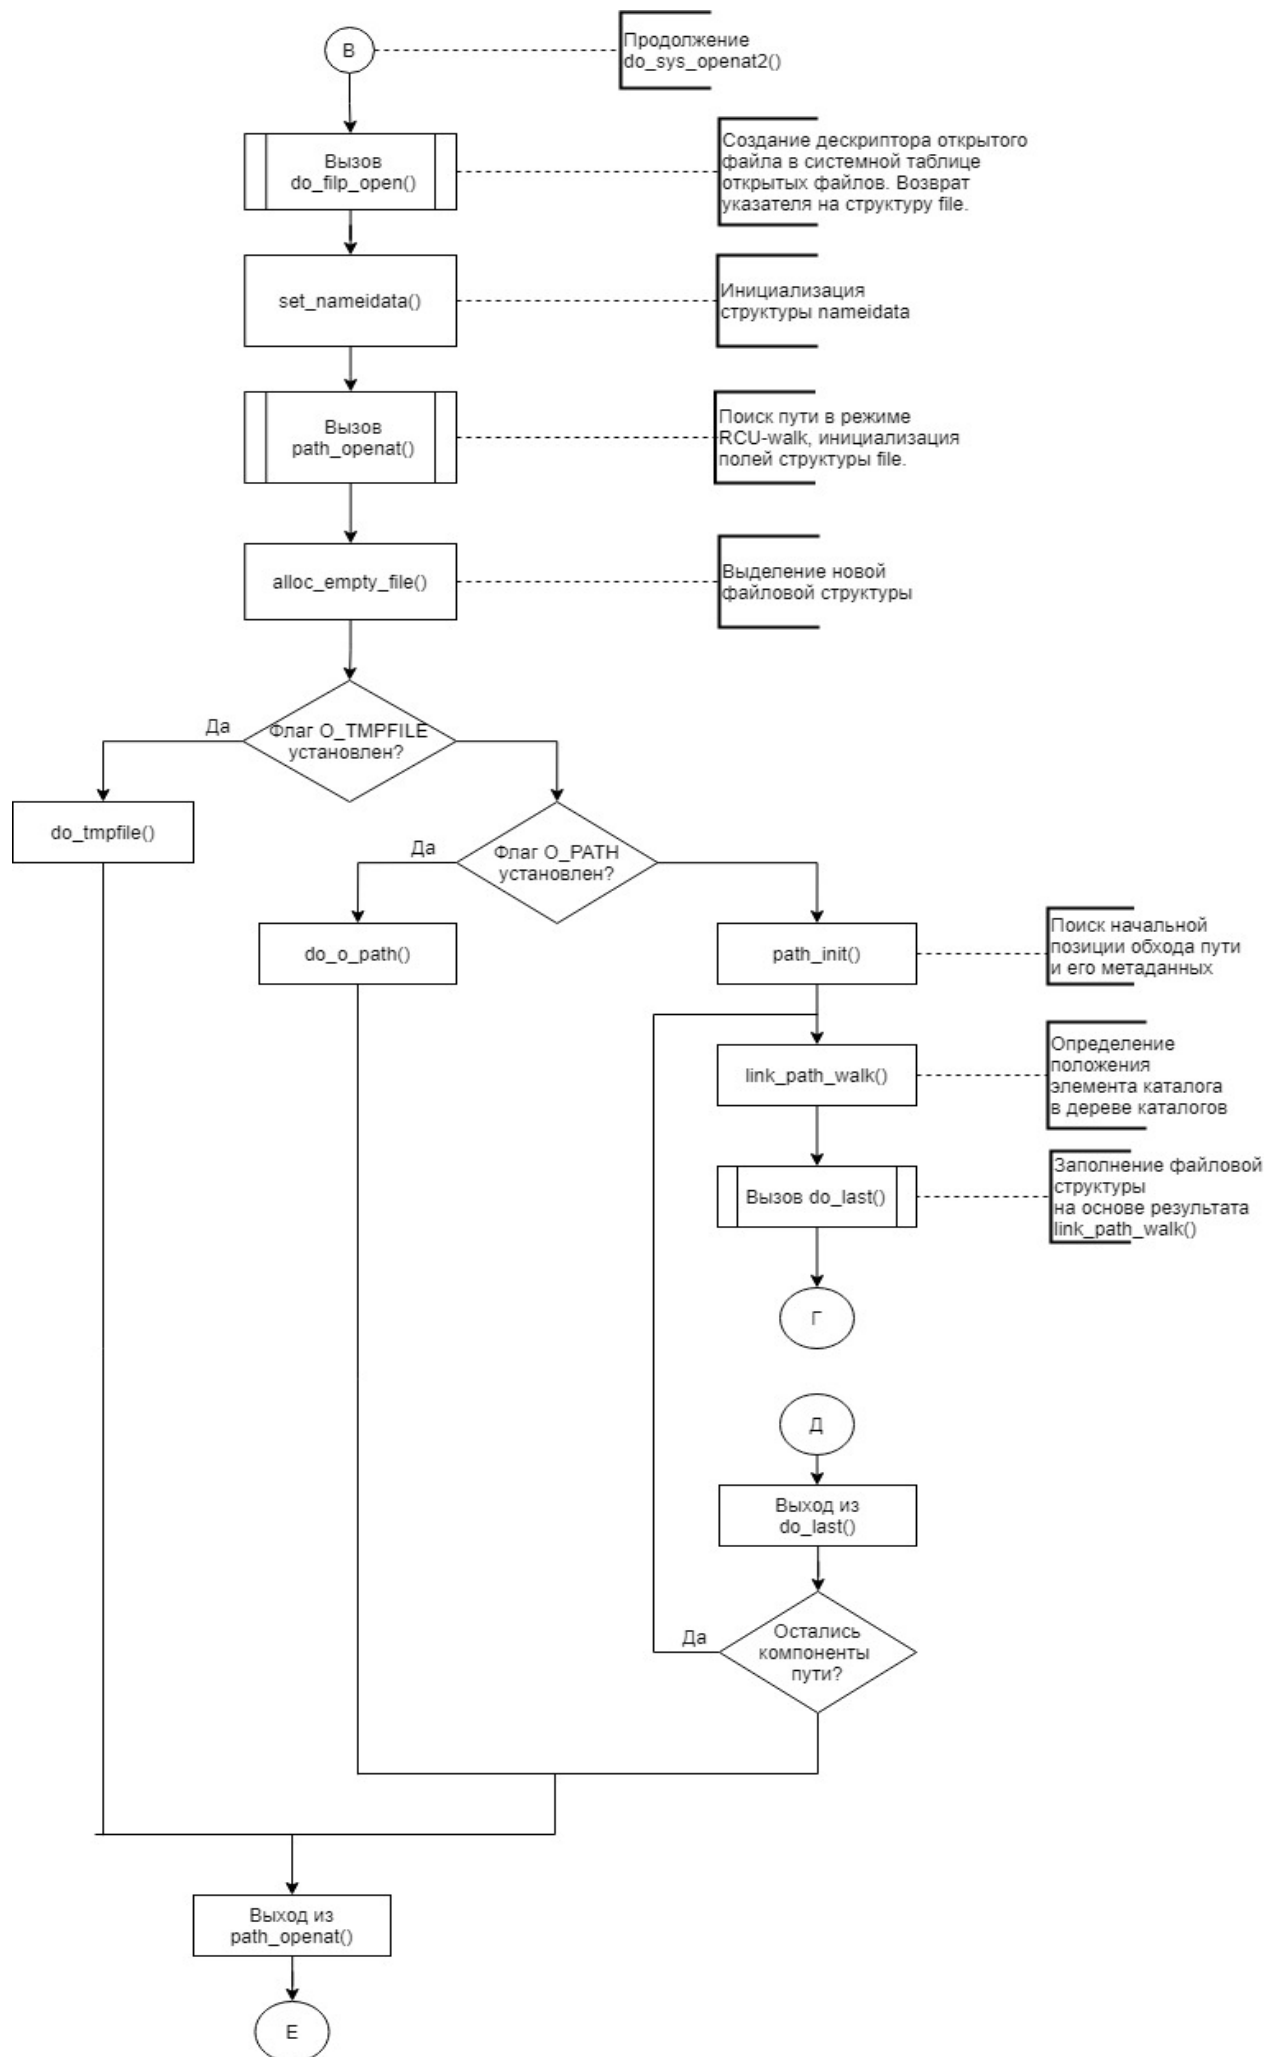 В
Продолжение
do_sys_openat2()
Вызов
do_filp_open()
Создание дескриптора открытого
файла в системной таблице
открытых файлов. Возврат
указателя на структуру file.
set_nameidata()
Инициализация
структуры nameidata
Вызов
path_openat()
Поиск пути в режиме
RCU-walk, инициализация
полей структуры file.
alloc_empty_file()
Выделение новой
файловой структуры
Да
Флаг O_TMPFILE
установлен?
do_tmpfile()
Да
Флаг O_PATH
установлен?
do_o_path()
path_init()
Поиск начальной
позиции обхода пути
и его метаданных
link_path_walk()
Определение
положения
элемента каталога
в дереве каталогов
Вызов do_last()
Заполнение файловой
структуры
на основе результата
link_path_walk()
Г
Д
Выход из
do_last()
Да
Остались
компоненты
пути?
Выход из
path_openat()
Е